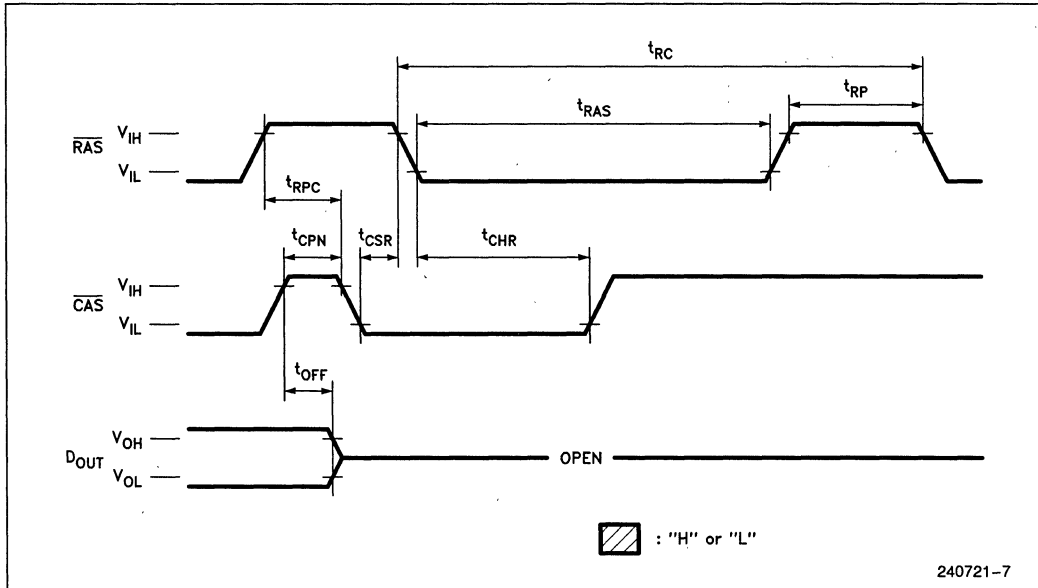 tRC
tRP
tRAS
RAS VIH
VIL
tRPC
tCPN tCSR tCHR
CAS VIH
VIL
tOFF
VOH
DOUT OPEN
VOL
: "H" or "L"
240721-7